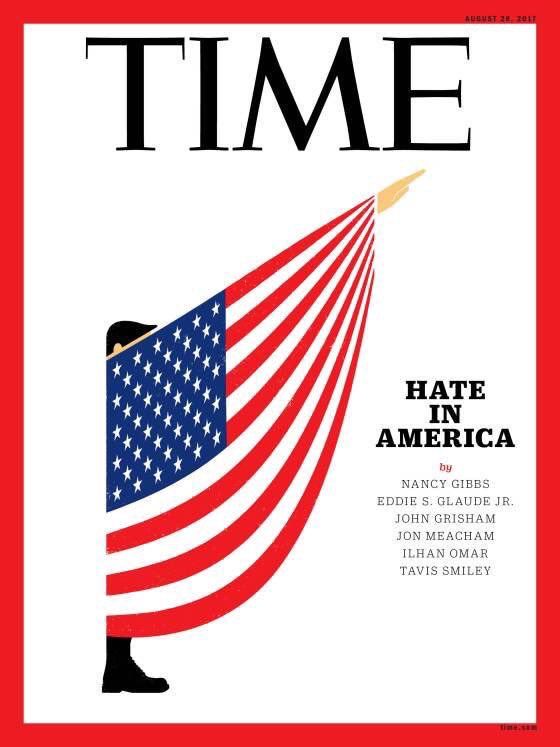 AUGUST 28, 2017
TIME
HATE
IN
AMERICA
by
NANCY GIBBS
EDDIE S. GLAUDE JR.
JOHN GRISHAM
JON MEACHAM
ILHAN OMAR
TAVIS SMILEY
time.com